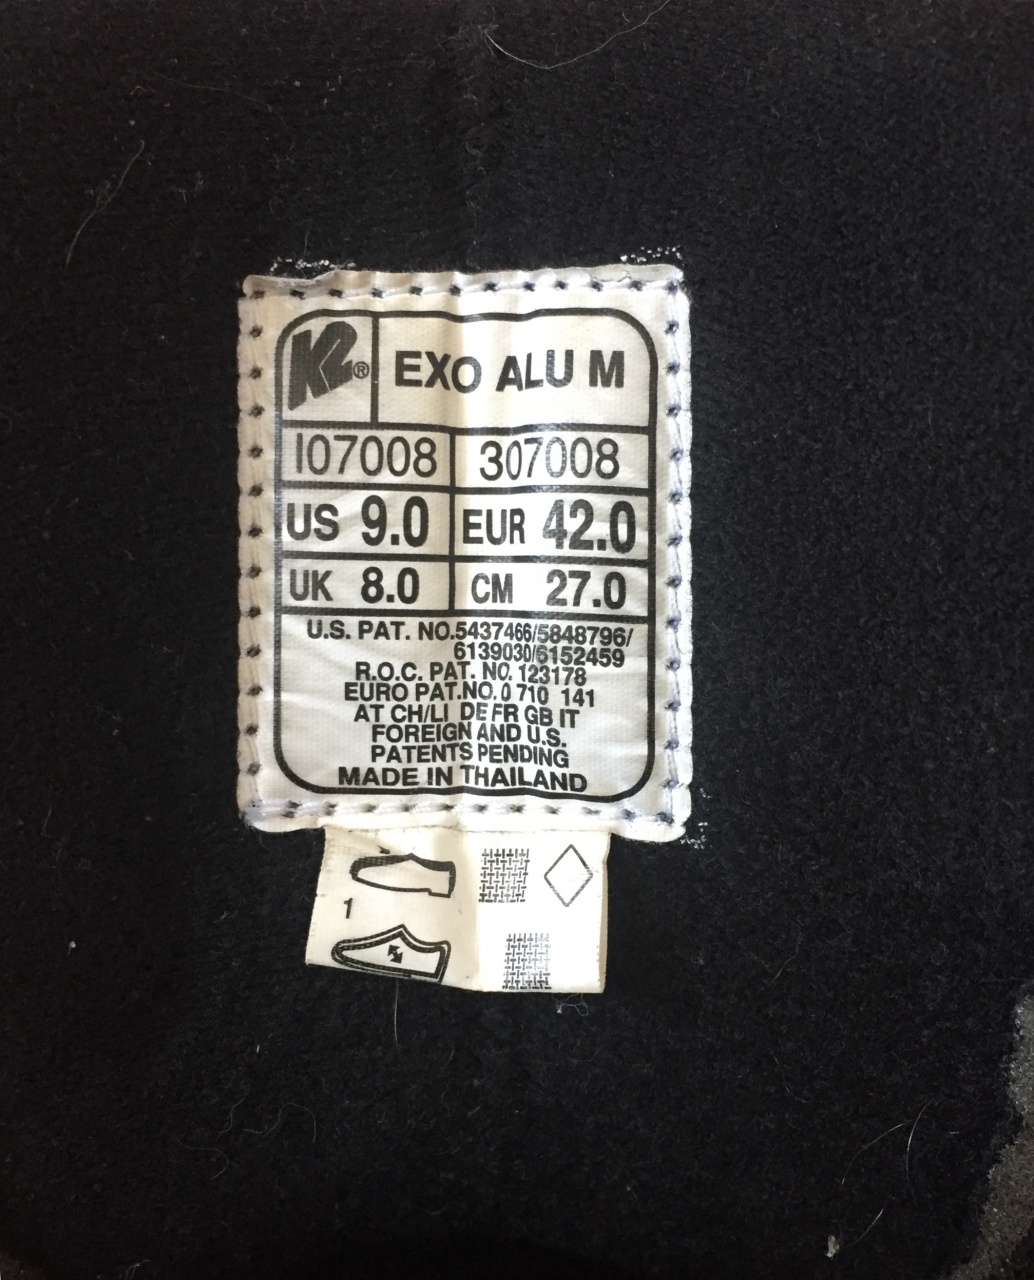 K2® EXO ALU M
107008 307008
US 9.0 EUR 42.0
UK 8.0 CM 27.0
U.S. PAT. NO.5437466/5848796/
6139030/6152459
R.O.C. PAT. NO. 123178
EURO PAT.NO. 0 710 141
AT CH/LI DE FR GB IT
FOREIGN AND U.S.
PATENTS PENDING
MADE IN THAILAND
1